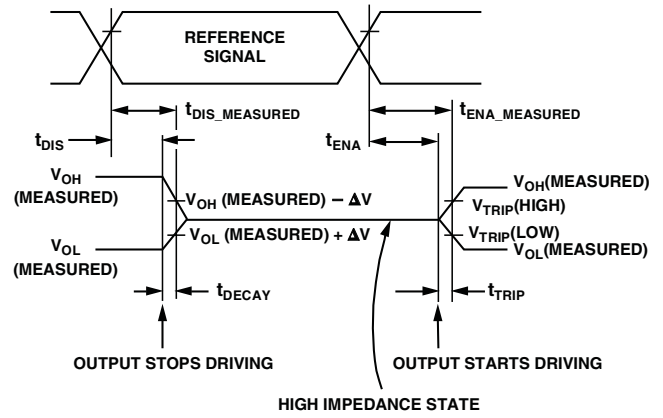 REFERENCE
SIGNAL
tDIS_MEASURED
tENA_MEASURED
tDIS
tENA
VOH
(MEASURED)
VOH (MEASURED) – ΔV
VOH(MEASURED)
VTRIP(HIGH)
VOL
(MEASURED)
VOL (MEASURED) + ΔV
VTRIP(LOW)
VOL(MEASURED)
tDECAY
tTRIP
OUTPUT STOPS DRIVING
OUTPUT STARTS DRIVING
HIGH IMPEDANCE STATE